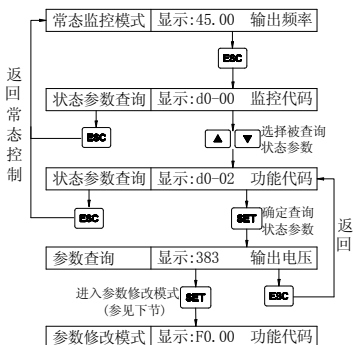 常态监控模式 显示:45.00 输出频率
ESC
返回常态控制
状态参数查询 显示:d0-00 监控代码
ESC ▲ ▼ 选择被查询
状态参数
状态参数查询 显示:d0-02 功能代码
ESC SET 确定查询
状态参数
返回
参数查询 显示:383 输出电压
进入参数修改模式 SET ESC
(参见下节)
参数修改模式 显示:F0.00 功能代码